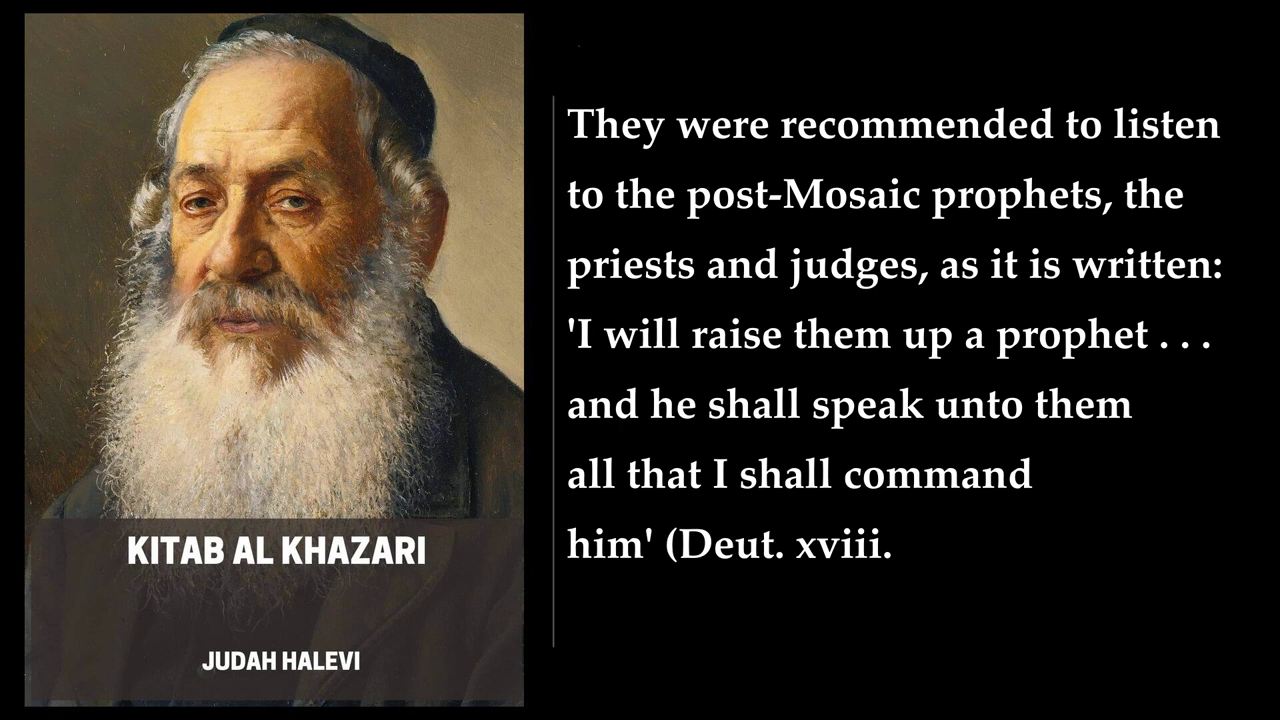 KITAB AL KHAZARI
JUDAH HALEVI
They were recommended to listen
to the post-Mosaic prophets, the
priests and judges, as it is written:
'I will raise them up a prophet . . .
and he shall speak unto them
all that I shall command
him' (Deut. xviii.